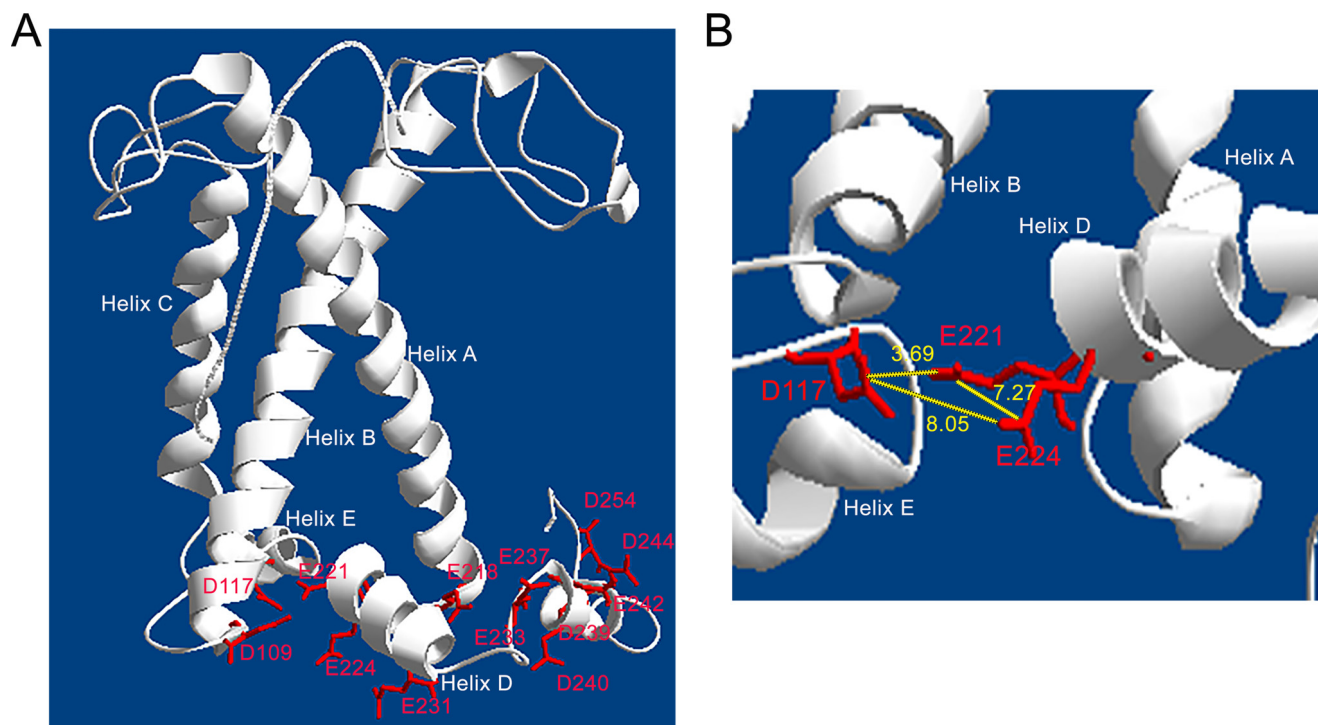 A
B
Helix C
Helix A
Helix B
Helix E
D254
D244
E237
E218
E221
D117
E242
E233
D239
D109
E224
D240
Helix D
E231
Helix A
Helix B
Helix D
E221
3.69
D117
7.27
8.05
E224
Helix E